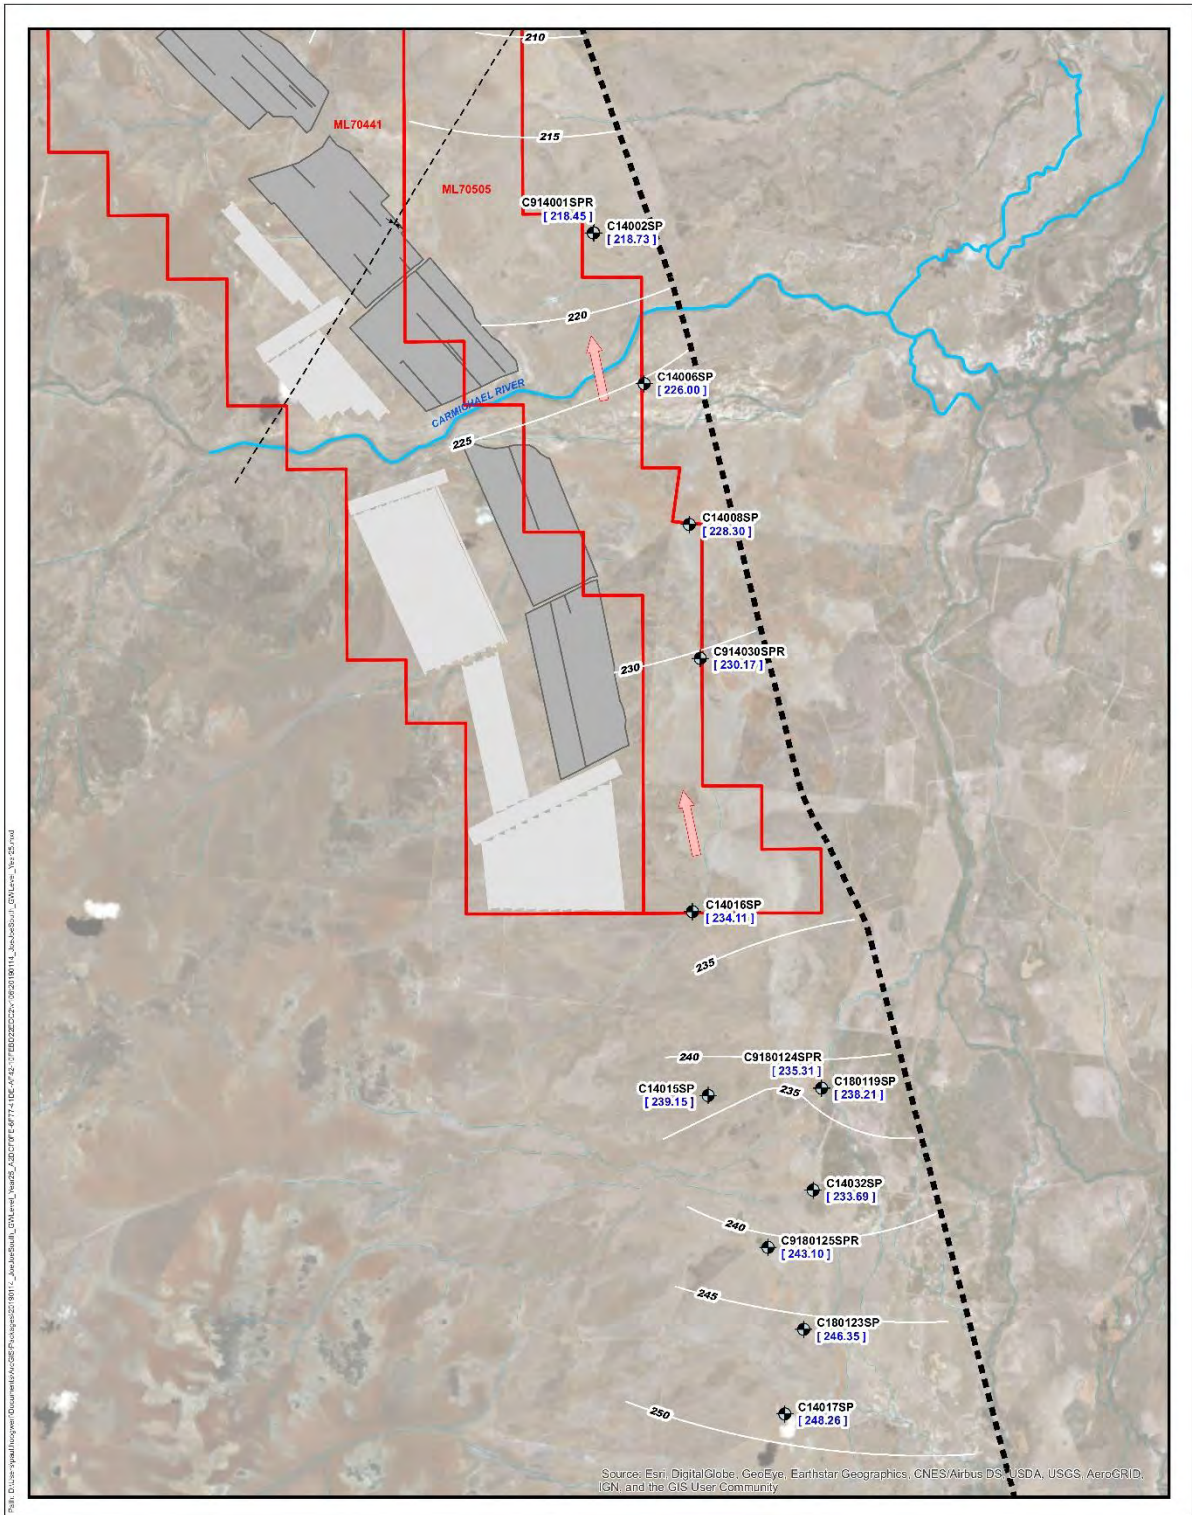 210
215
ML70441
ML70505
C914001SPR
[ 218.45 ]
C14002SP
[ 218.73 ]
220
C14006SP
[ 226.00 ]
CARMICHAEL RIVER
225
C14008SP
[ 228.30 ]
C914030SPR
[ 230.17 ]
230
C14016SP
[ 234.11 ]
235
240
C9180124SPR
[ 235.31 ]
C14015SP
[ 239.15 ]
C180119SP
[ 238.21 ]
235
C14032SP
[ 233.69 ]
240
C9180125SPR
[ 243.10 ]
245
C180123SP
[ 246.35 ]
C14017SP
[ 248.26 ]
250
Source: Esri, DigitalGlobe, GeoEye, Earthstar Geographics, CNES/Airbus DS, USDA, USGS, AeroGRID,
IGN, and the GIS User Community